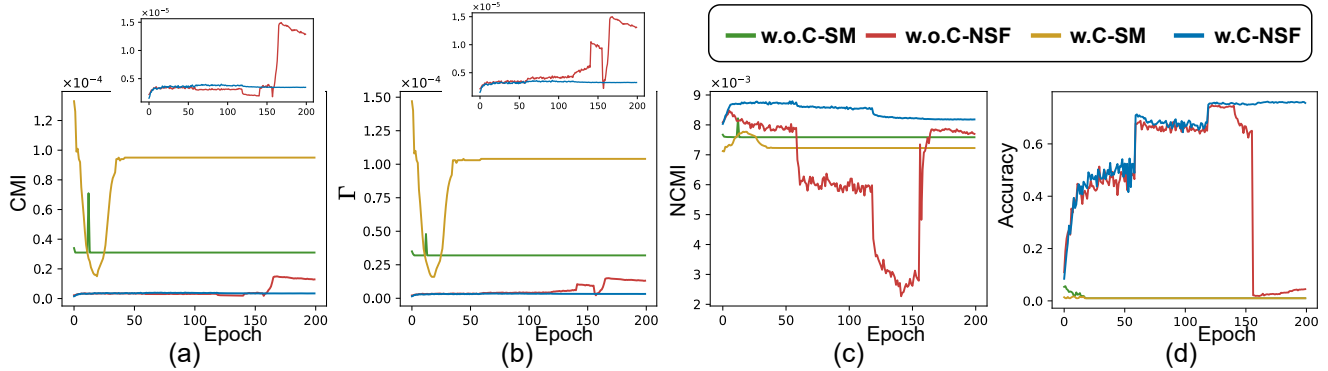 w.o.C-SM w.o.C-NSF w.C-SM w.C-NSF
×10⁻⁵
1.5
1.0
0.5
0 50 100 150 200
×10⁻⁴
1.2
1.0
0.8
0.6
0.4
0.2
0.0
CMI
0 50 100 150 200
Epoch
(a)
×10⁻⁵
1.5
1.0
0.5
0 50 100 150 200
×10⁻⁴
1.50
1.25
1.00
0.75
0.50
0.25
0.00
Γ
0 50 100 150 200
Epoch
(b)
×10⁻³
9
8
7
6
5
4
3
2
NCMI
0 50 100 150 200
Epoch
(c)
0.6
0.4
0.2
0.0
Accuracy
0 50 100 150 200
Epoch
(d)